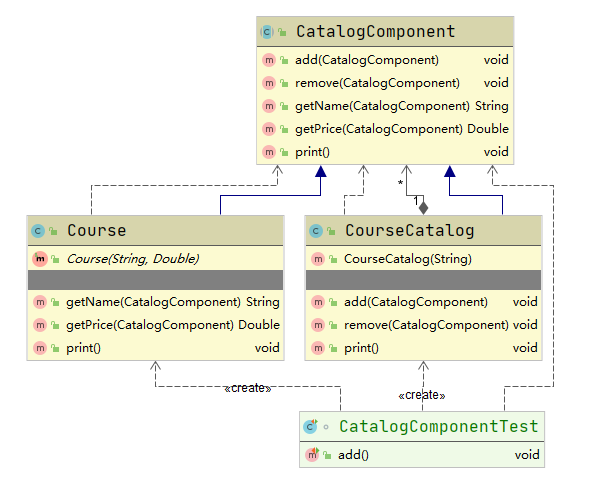 CatalogComponent
add(CatalogComponent) void
remove(CatalogComponent) void
getName(CatalogComponent) String
getPrice(CatalogComponent) Double
print() void
*
1
Course
Course(String, Double)
getName(CatalogComponent) String
getPrice(CatalogComponent) Double
print() void
CourseCatalog
CourseCatalog(String)
add(CatalogComponent) void
remove(CatalogComponent) void
print() void
«create»
«create»
CatalogComponentTest
add() void